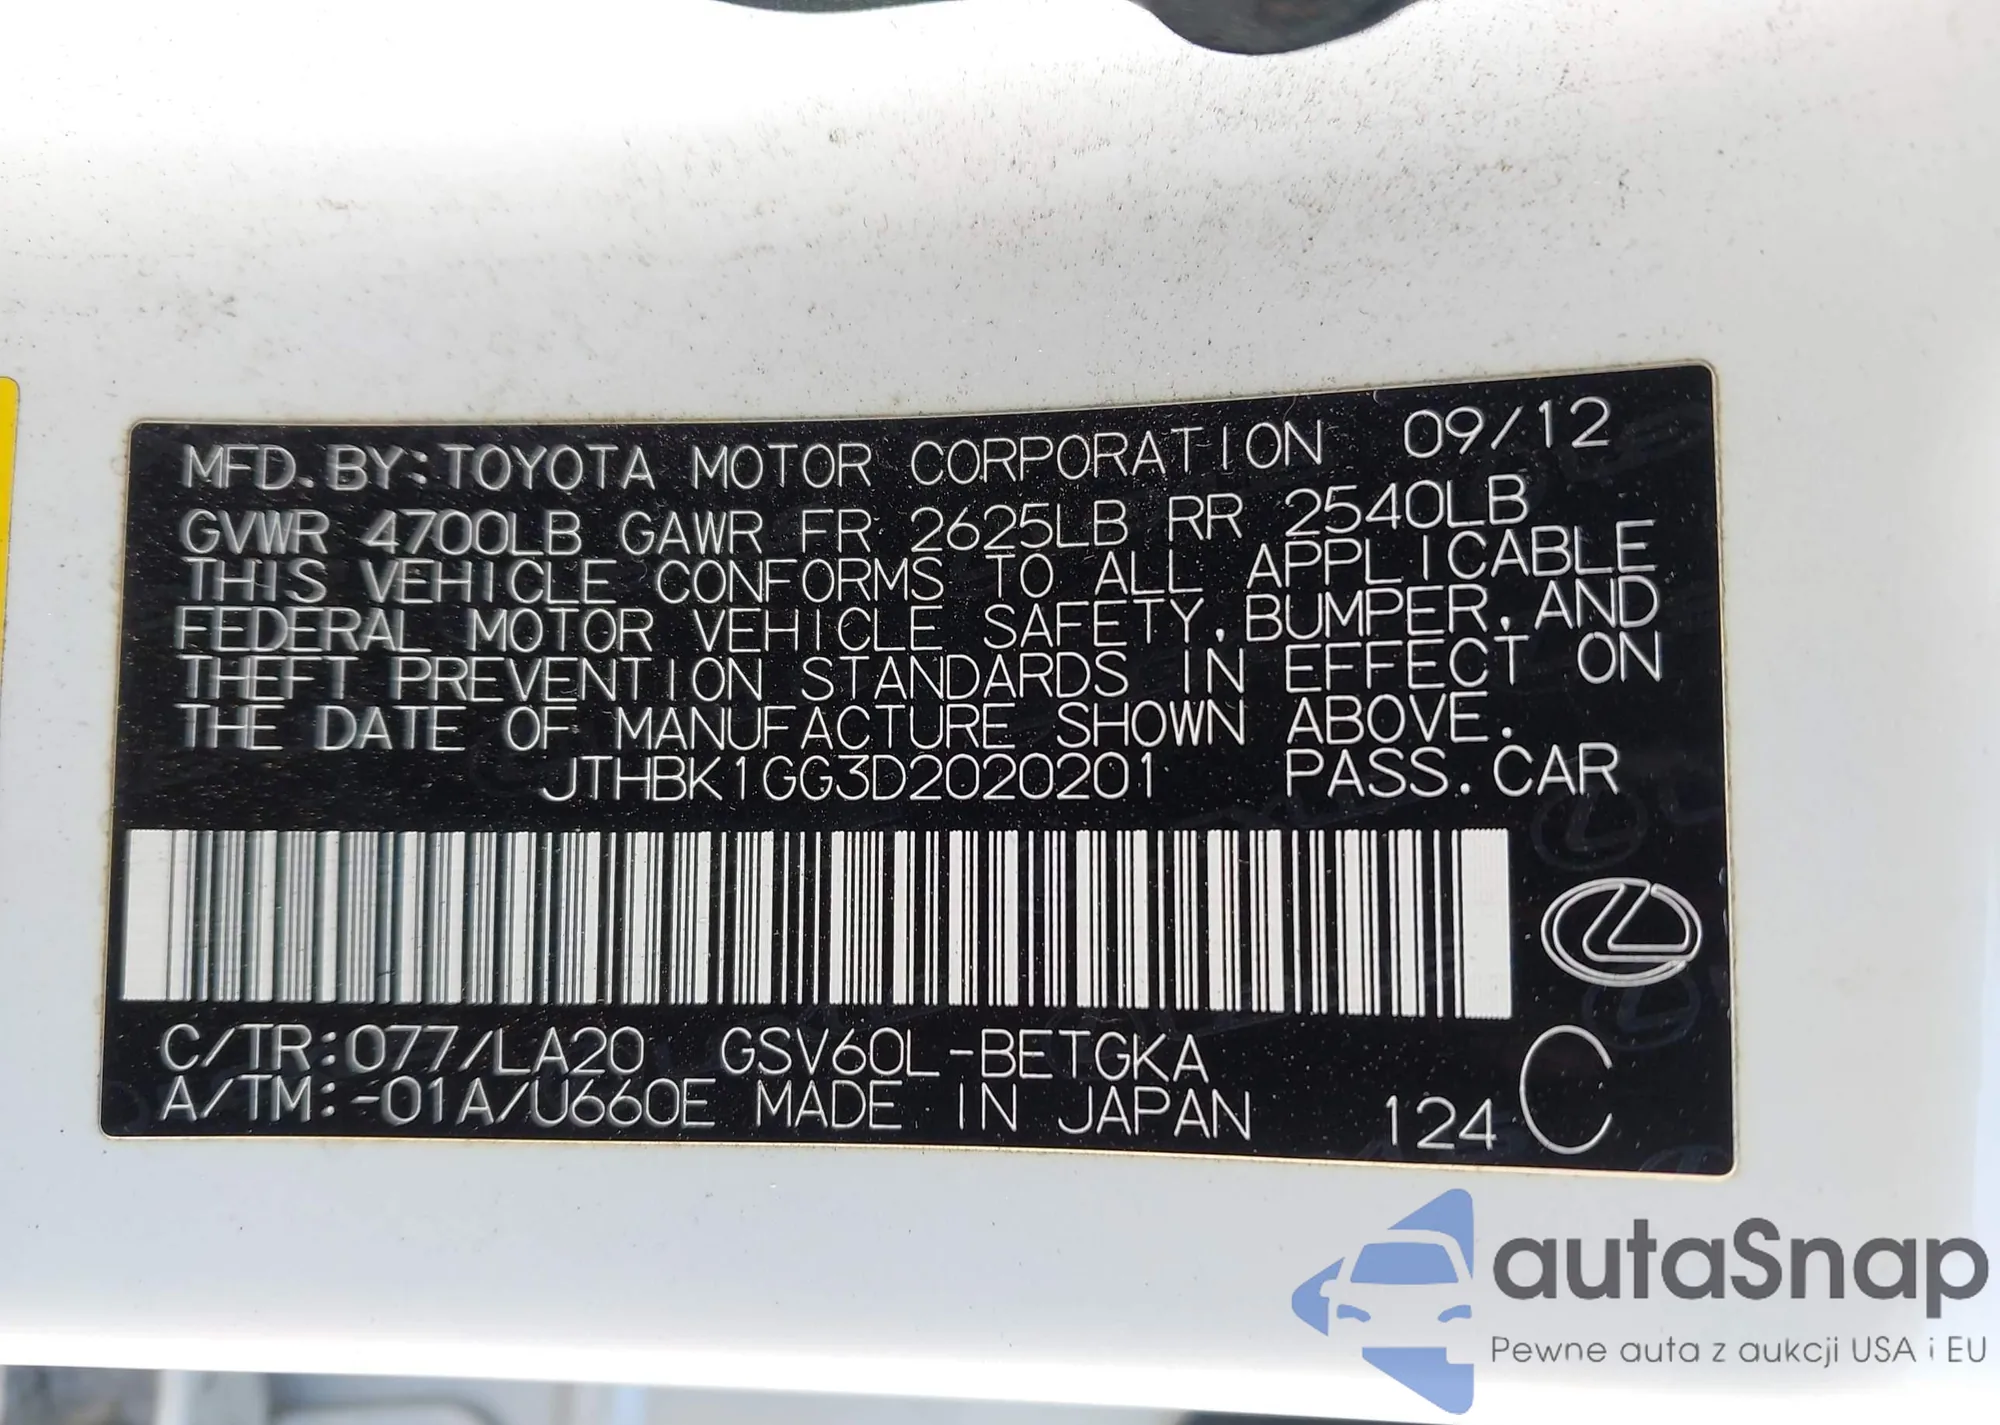 MFD. BY: TOYOTA MOTOR CORPORATION 09/12
GVWR 4700LB GAWR FR 2625LB RR 2540LB
THIS VEHICLE CONFORMS TO ALL APPLICABLE
FEDERAL MOTOR VEHICLE SAFETY, BUMPER, AND
THEFT PREVENTION STANDARDS IN EFFECT ON
THE DATE OF MANUFACTURE SHOWN ABOVE.
JTHBK1GG3D2020201 PASS. CAR
C/TR:077/LA20 GSV60L-BETGKA
A/TM:-01A/U660E MADE IN JAPAN 124 C
autaSnap
Pewne auta z aukcji USA i EU